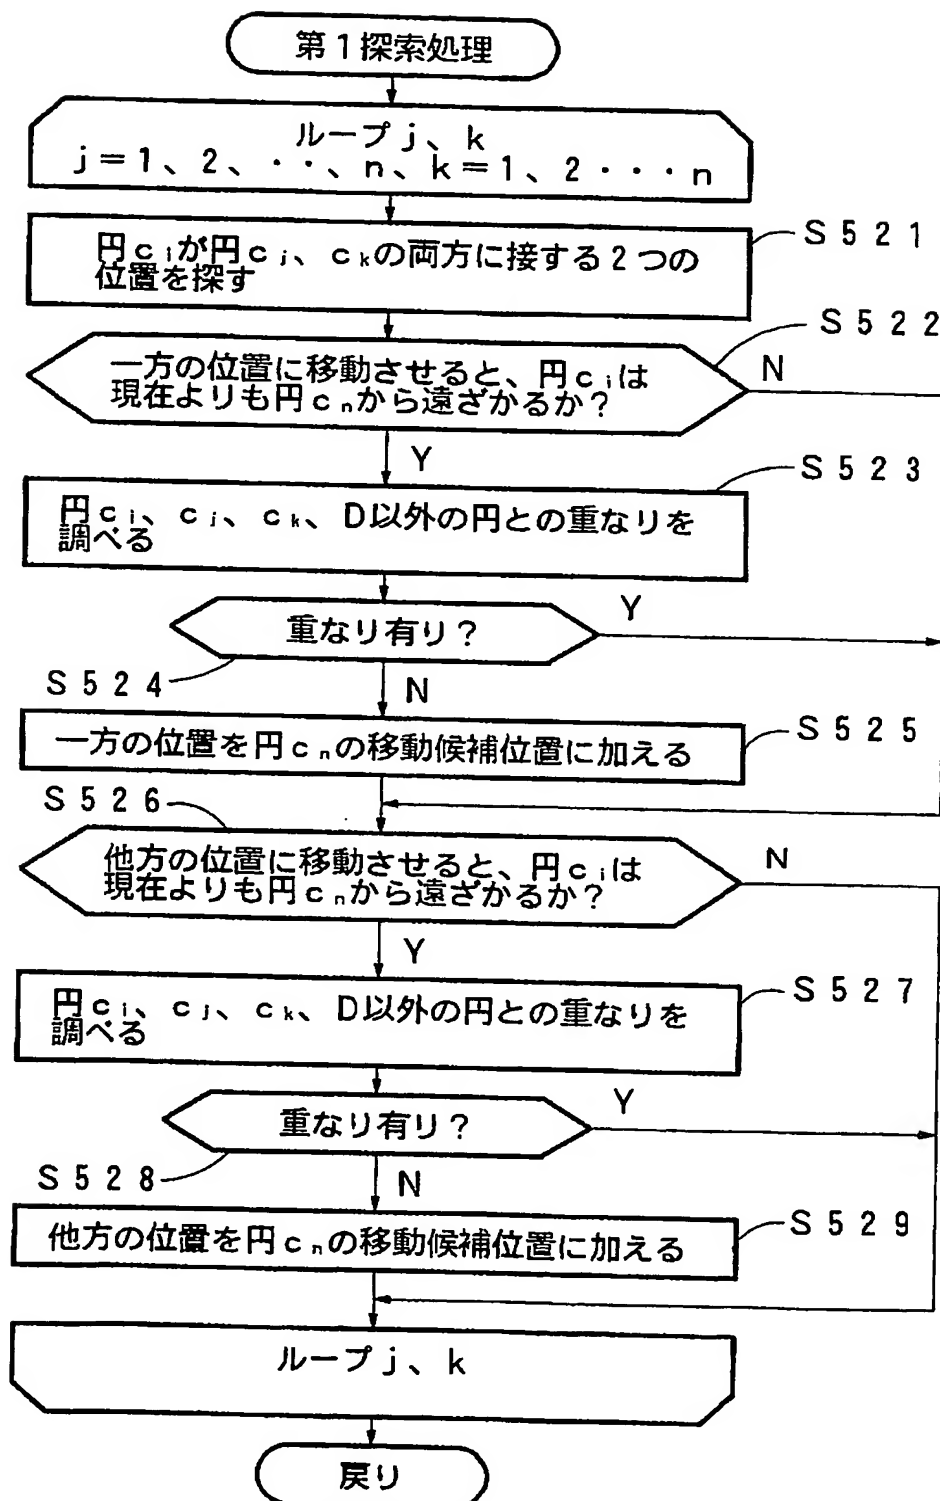 第1探索処理
ループj、k
j＝1、2、・・、n、k＝1、2・・・n
円cᵢが円cⱼ、cₖの両方に接する2つの
位置を探す
S521
S522
一方の位置に移動させると、円cᵢは
現在よりも円cₙから遠ざかるか？
N
Y
S523
円cᵢ、cⱼ、cₖ、D以外の円との重なりを
調べる
重なり有り？
Y
S524
N
一方の位置を円cₙの移動候補位置に加える
S525
S526
他方の位置に移動させると、円cᵢは
現在よりも円cₙから遠ざかるか？
N
Y
S527
円cᵢ、cⱼ、cₖ、D以外の円との重なりを
調べる
重なり有り？
Y
S528
N
他方の位置を円cₙの移動候補位置に加える
S529
ループj、k
戻り